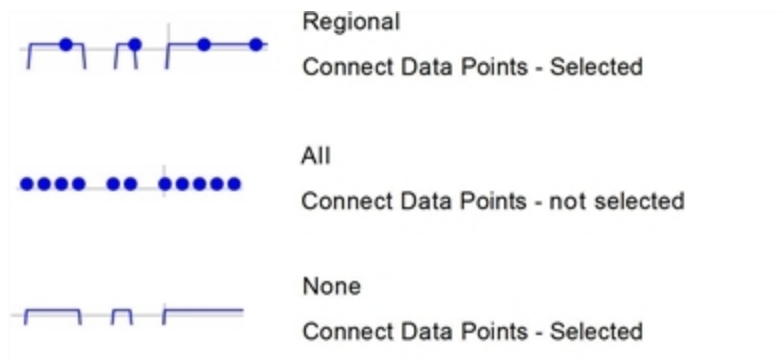 Regional
Connect Data Points - Selected
All
Connect Data Points - not selected
None
Connect Data Points - Selected